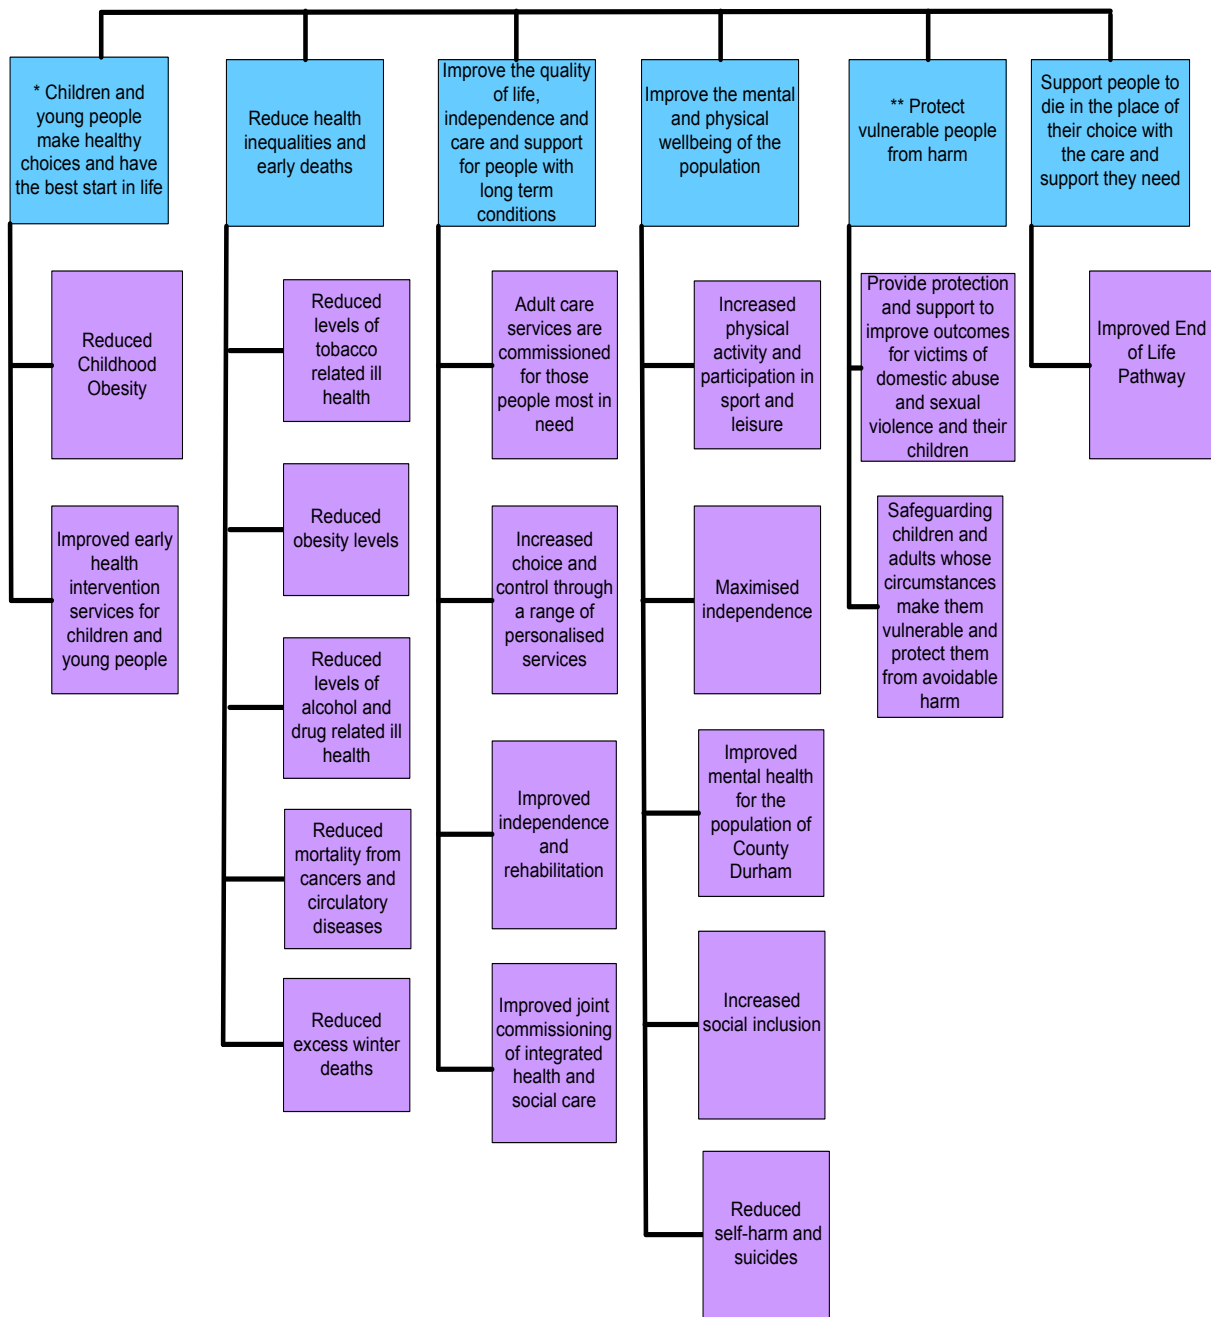 * Children and
young people
make healthy
choices and have
the best start in life
Reduce health
inequalities and
early deaths
Improve the quality
of life,
independence and
care and support
for people with
long term
conditions
Improve the mental
and physical
wellbeing of the
population
** Protect
vulnerable people
from harm
Support people to
die in the place of
their choice with
the care and
support they need
Reduced
Childhood
Obesity
Improved early
health
intervention
services for
children and
young people
Reduced
levels of
tobacco
related ill
health
Reduced
obesity levels
Reduced
levels of
alcohol and
drug related ill
health
Reduced
mortality from
cancers and
circulatory
diseases
Reduced
excess winter
deaths
Adult care
services are
commissioned
for those
people most in
need
Increased
choice and
control through
a range of
personalised
services
Improved
independence
and
rehabilitation
Improved joint
commissioning
of integrated
health and
social care
Increased
physical
activity and
participation in
sport and
leisure
Maximised
independence
Improved
mental health
for the
population of
County
Durham
Increased
social inclusion
Reduced
self-harm and
suicides
Provide protection
and support to
improve outcomes
for victims of
domestic abuse
and sexual
violence and their
children
Safeguarding
children and
adults whose
circumstances
make them
vulnerable and
protect them
from avoidable
harm
Improved End
of Life
Pathway